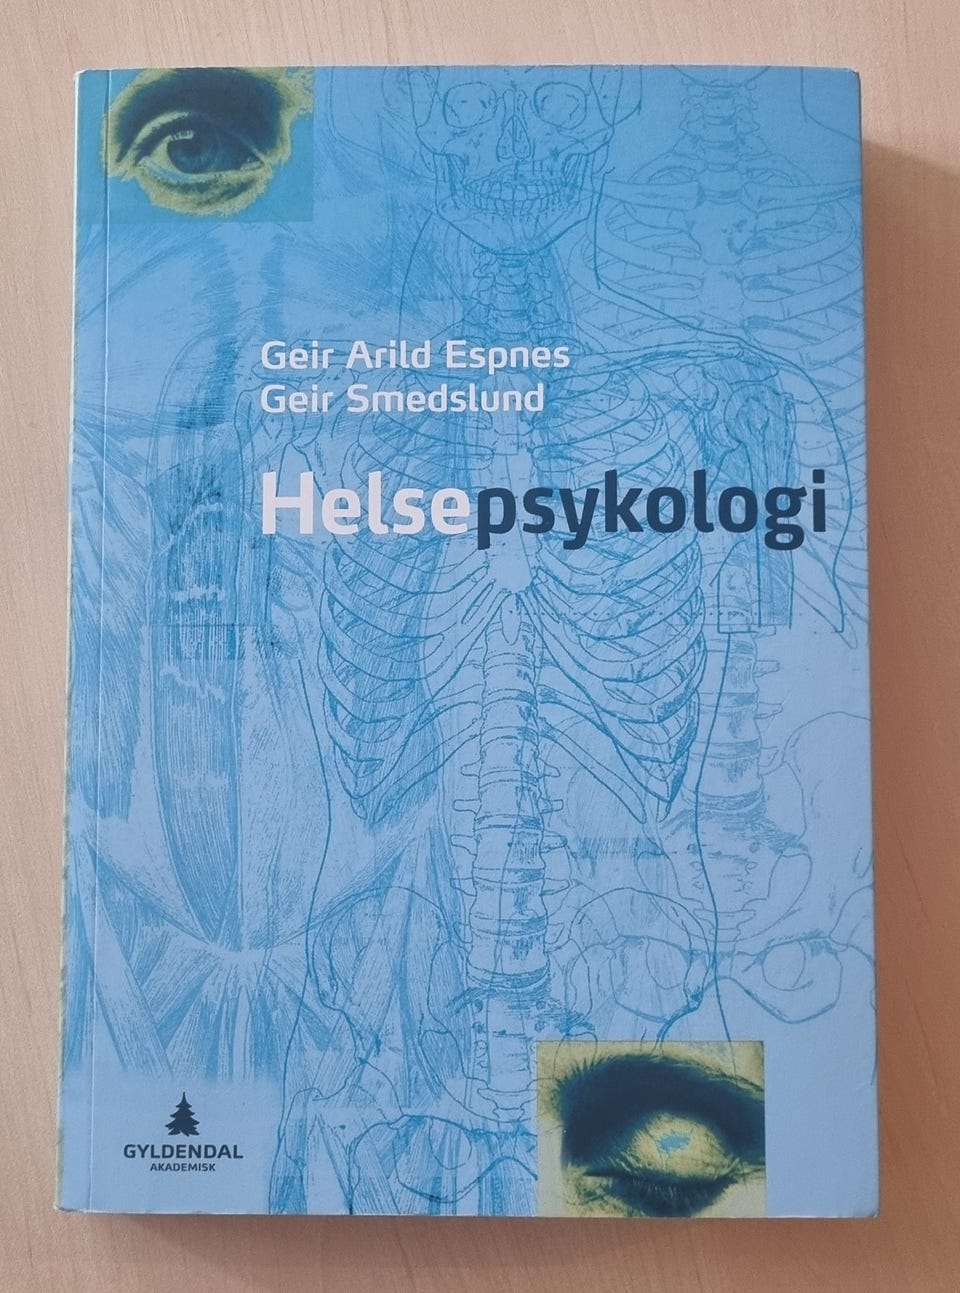 Geir Arild Espnes
Geir Smedslund
Helsepsykologi
GYLDENDAL
AKADEMISK